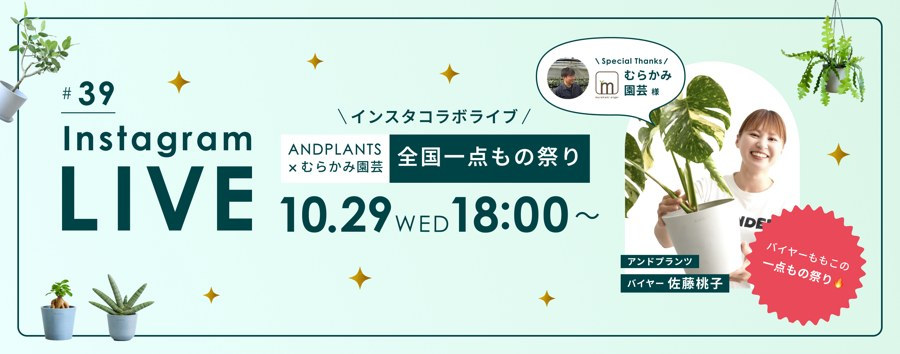 #39
Instagram
LIVE
\ インスタコラボライブ /
ANDPLANTS
×むらかみ園芸
全国一点もの祭り
10.29 WED 18:00〜
\ Special Thanks /
m
むらかみ
園芸 様
アンドプランツ
バイヤー 佐藤桃子
バイヤーももこの
一点もの祭り🔥